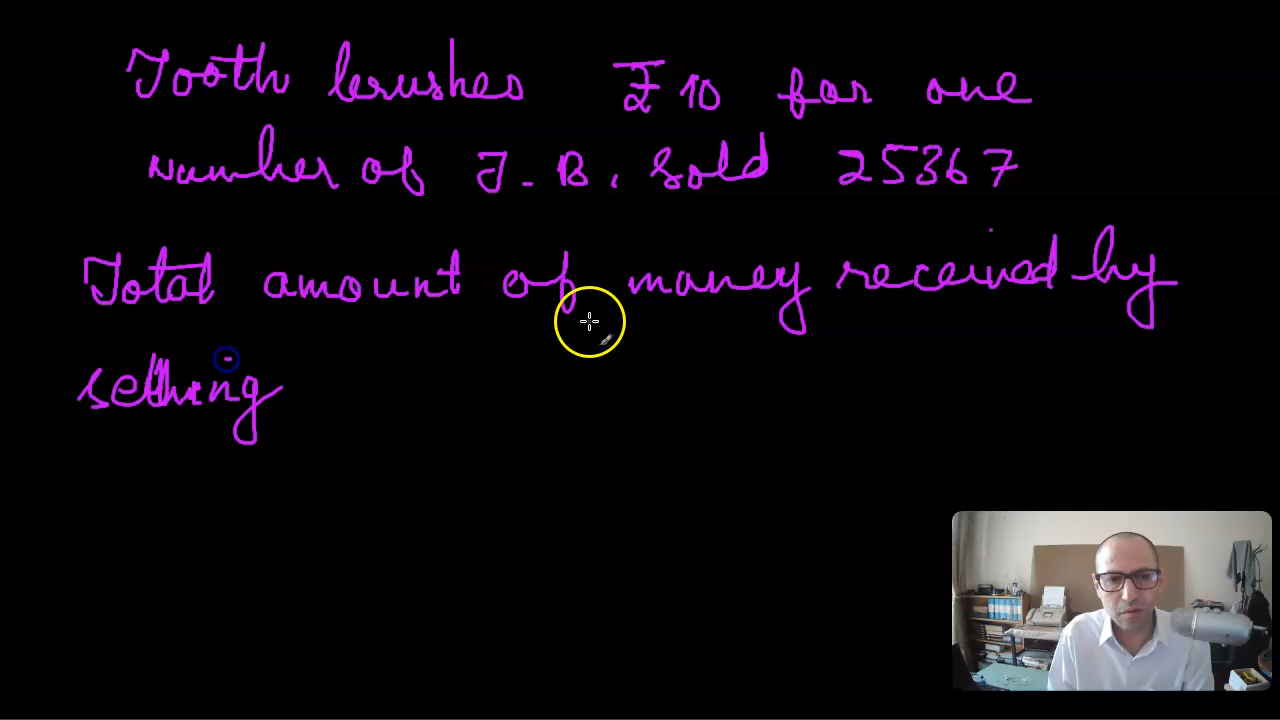 Tooth brushes ₹10 for one
number of T.B. sold 25367
Total amount of money received by
selling